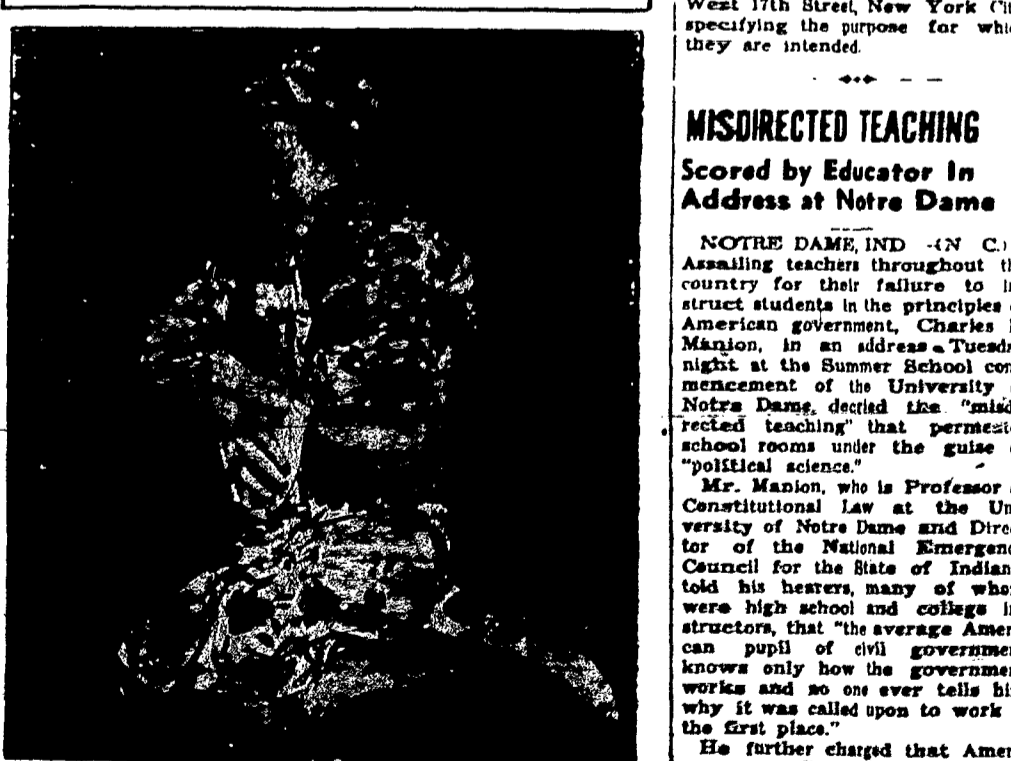 West 17th Street, New York
specifying the purpose for
they are intended.
MISDIRECTED TEACHING
Scored by Educator In
Address at Notre Dame
NOTRE DAME, IND -(N C.)
Assailing teachers throughout
country for their failure to
struct students in the principles
American government, Charles
Manion, in an address Tuesd
night at the Summer School com
mencement of the University
Notre Dame, decried the "misd
rected teaching" that permeat
school rooms under the guise
"political science."
Mr. Manion, who is Professor
Constitutional Law at the Un
versity of Notre Dame and Direc
tor of the National Emergen
Council for the State of Indian
told his hearers, many of who
were high school and college
structors, that "the average Amer
can pupil of civil governme
knows only how the governme
works and no one ever tells hi
why it was called upon to work
the first place."
He further charged that Amer